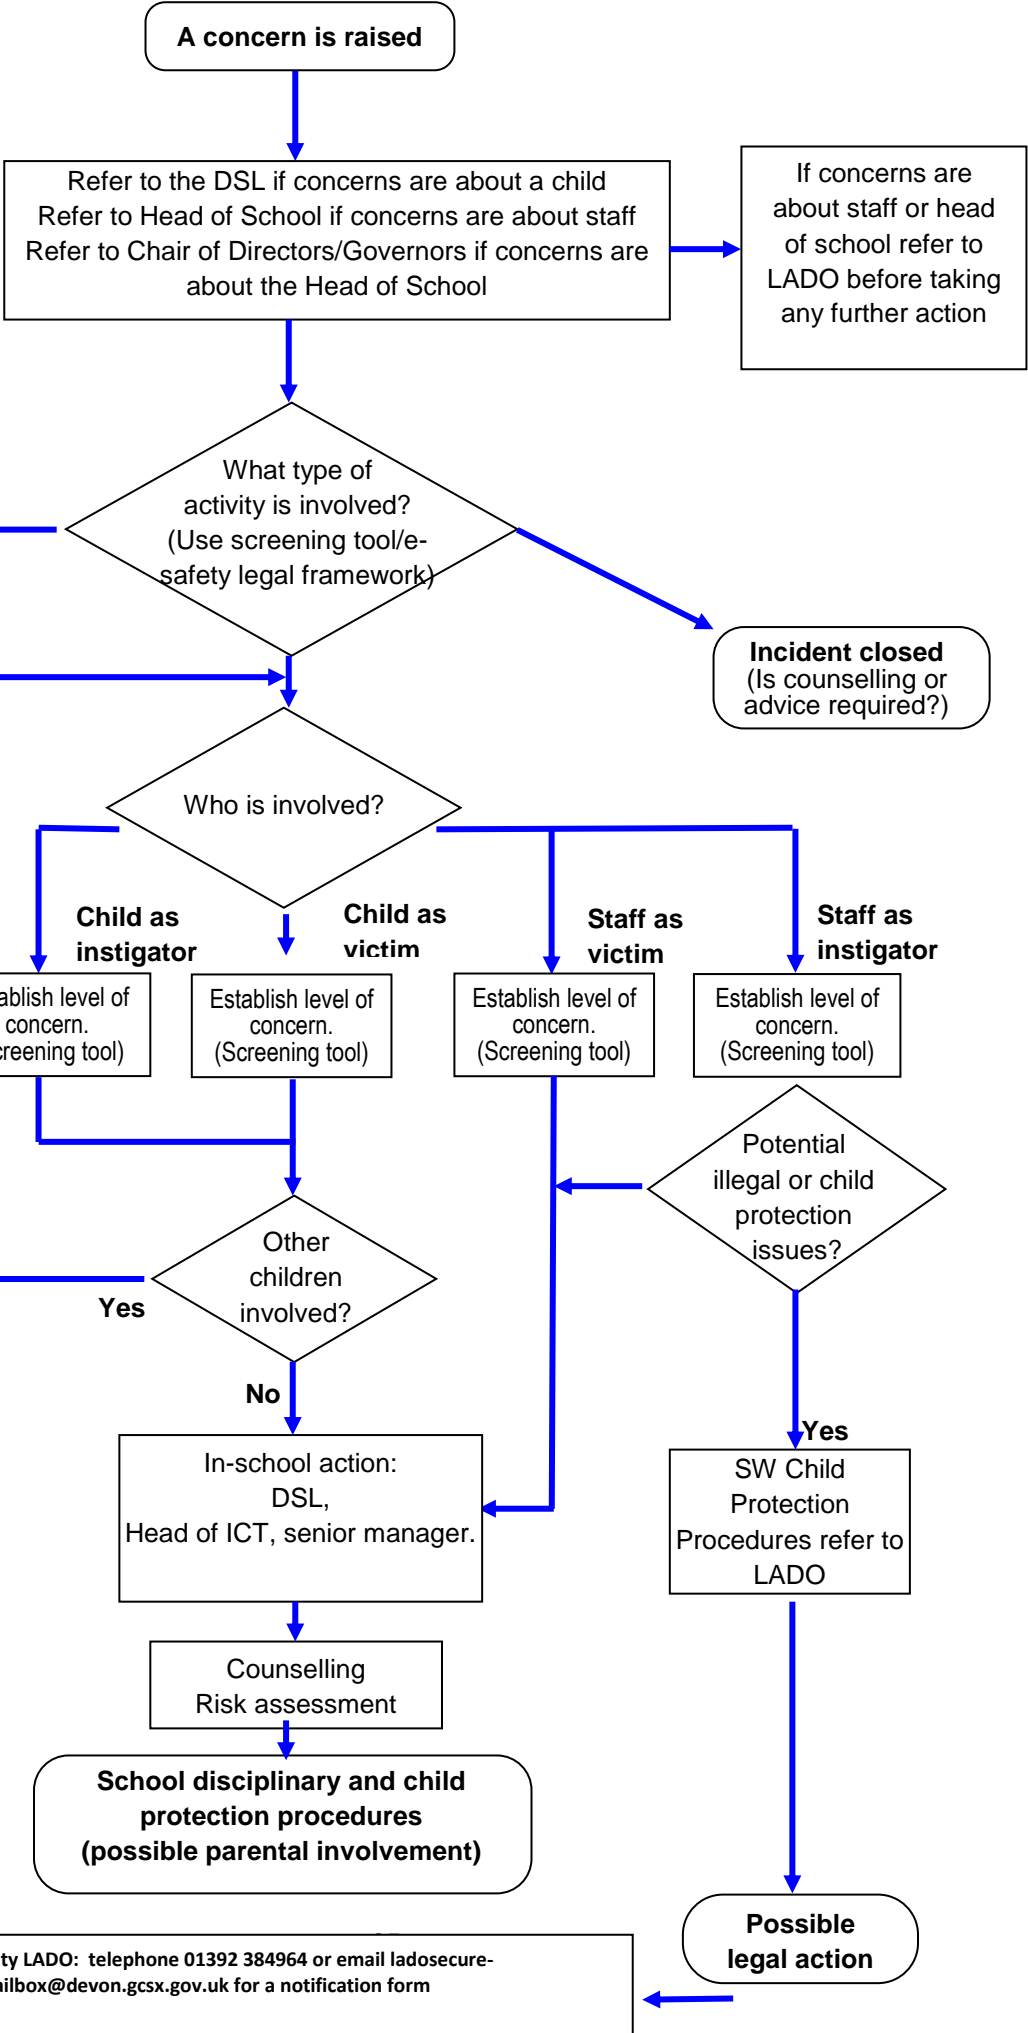 A concern is raised
Refer to the DSL if concerns are about a child
Refer to Head of School if concerns are about staff
Refer to Chair of Directors/Governors if concerns are
about the Head of School
If concerns are
about staff or head
of school refer to
LADO before taking
any further action
What type of
activity is involved?
(Use screening tool/e-
safety legal framework)
Incident closed
(Is counselling or
advice required?)
Who is involved?
Child as
instigator
Child as
victim
Staff as
victim
Staff as
instigator
ablish level of
concern.
creening tool)
Establish level of
concern.
(Screening tool)
Establish level of
concern.
(Screening tool)
Establish level of
concern.
(Screening tool)
Potential
illegal or child
protection
issues?
Other
children
involved?
Yes
No
Yes
In-school action:
DSL,
Head of ICT, senior manager.
SW Child
Protection
Procedures refer to
LADO
Counselling
Risk assessment
School disciplinary and child
protection procedures
(possible parental involvement)
Possible
legal action
ty LADO: telephone 01392 384964 or email ladosecure-
ailbox@devon.gcsx.gov.uk for a notification form